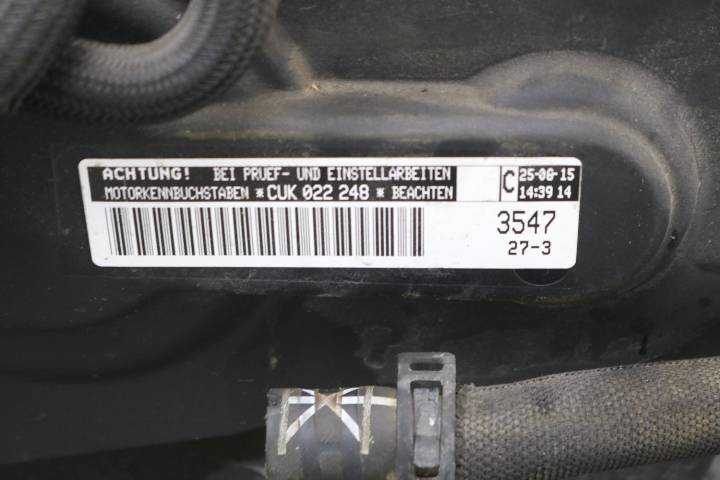 ACHTUNG! BEI PRUEF- UND EINSTELLARBEITEN
MOTORKENNBUCHSTABEN * CUK 022 248 * BEACHTEN
C 25-08-15
14:39 14
3547
27-3